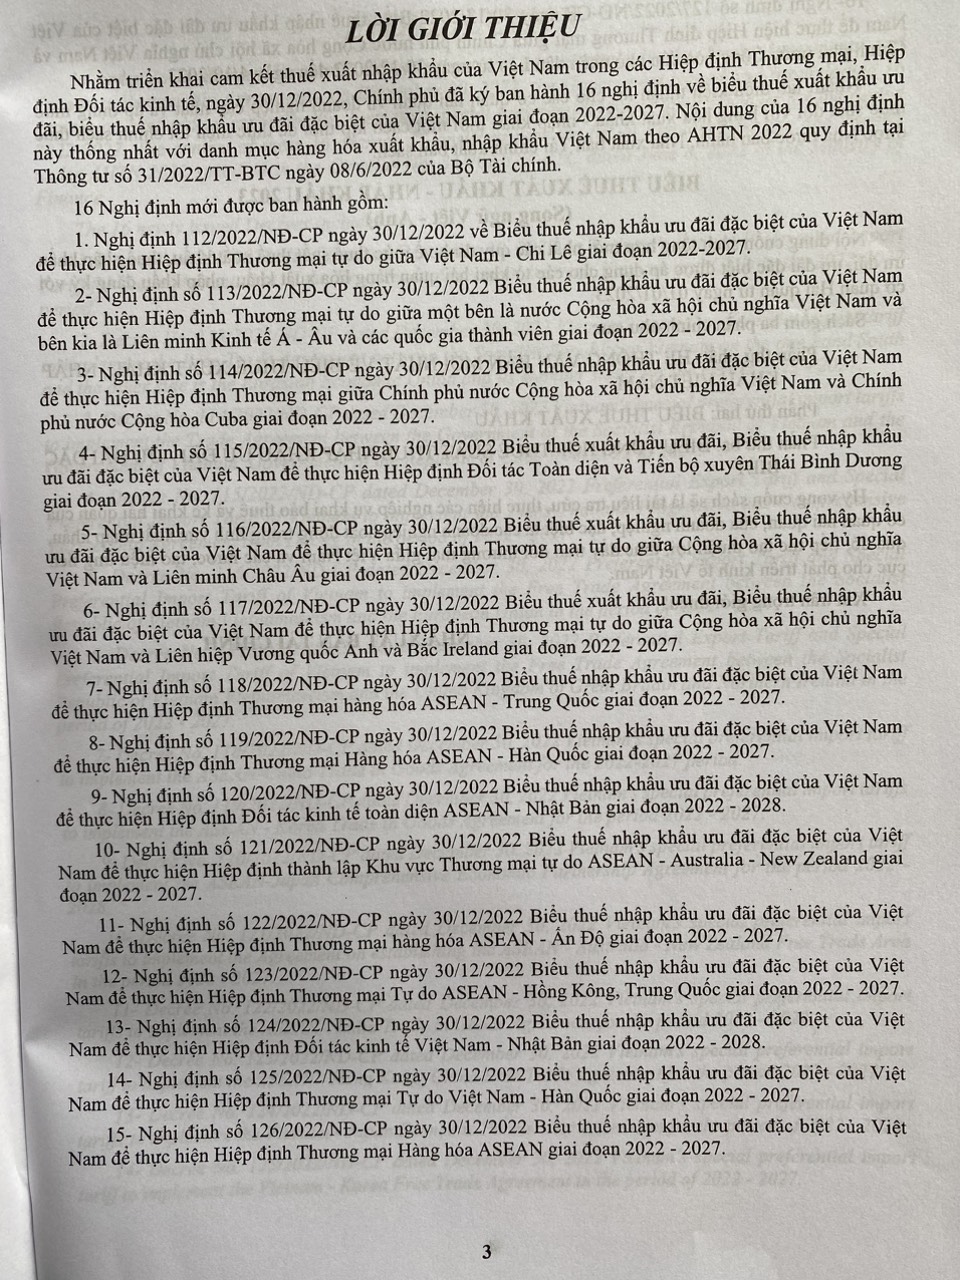 LỜI GIỚI THIỆU
Nhằm triển khai cam kết thuế xuất nhập khẩu của Việt Nam trong các Hiệp định Thương mại, Hiệp
định Đối tác kinh tế, ngày 30/12/2022, Chính phủ đã ký ban hành 16 nghị định về biểu thuế xuất khẩu ưu
đãi, biểu thuế nhập khẩu ưu đãi đặc biệt của Việt Nam giai đoạn 2022-2027. Nội dung của 16 nghị định
này thống nhất với danh mục hàng hóa xuất khẩu, nhập khẩu Việt Nam theo AHTN 2022 quy định tại
Thông tư số 31/2022/TT-BTC ngày 08/6/2022 của Bộ Tài chính.
16 Nghị định mới được ban hành gồm:
1. Nghị định 112/2022/NĐ-CP ngày 30/12/2022 về Biểu thuế nhập khẩu ưu đãi đặc biệt của Việt Nam
để thực hiện Hiệp định Thương mại tự do giữa Việt Nam - Chi Lê giai đoạn 2022-2027.
2- Nghị định số 113/2022/NĐ-CP ngày 30/12/2022 Biểu thuế nhập khẩu ưu đãi đặc biệt của Việt Nam
để thực hiện Hiệp định Thương mại tự do giữa một bên là nước Cộng hòa xã hội chủ nghĩa Việt Nam và
bên kia là Liên minh Kinh tế Á - Âu và các quốc gia thành viên giai đoạn 2022 - 2027.
3- Nghị định số 114/2022/NĐ-CP ngày 30/12/2022 Biểu thuế nhập khẩu ưu đãi đặc biệt của Việt Nam
để thực hiện Hiệp định Thương mại giữa Chính phủ nước Cộng hòa xã hội chủ nghĩa Việt Nam và Chính
phủ nước Cộng hòa Cuba giai đoạn 2022 - 2027.
4- Nghị định số 115/2022/NĐ-CP ngày 30/12/2022 Biểu thuế xuất khẩu ưu đãi, Biểu thuế nhập khẩu
ưu đãi đặc biệt của Việt Nam để thực hiện Hiệp định Đối tác Toàn diện và Tiến bộ xuyên Thái Bình Dương
giai đoạn 2022 - 2027.
5- Nghị định số 116/2022/NĐ-CP ngày 30/12/2022 Biểu thuế xuất khẩu ưu đãi, Biểu thuế nhập khẩu
ưu đãi đặc biệt của Việt Nam để thực hiện Hiệp định Thương mại tự do giữa Cộng hòa xã hội chủ nghĩa
Việt Nam và Liên minh Châu Âu giai đoạn 2022 - 2027.
6- Nghị định số 117/2022/NĐ-CP ngày 30/12/2022 Biểu thuế xuất khẩu ưu đãi, Biểu thuế nhập khẩu
ưu đãi đặc biệt của Việt Nam để thực hiện Hiệp định Thương mại tự do giữa Cộng hòa xã hội chủ nghĩa
Việt Nam và Liên hiệp Vương quốc Anh và Bắc Ireland giai đoạn 2022 - 2027.
7- Nghị định số 118/2022/NĐ-CP ngày 30/12/2022 Biểu thuế nhập khẩu ưu đãi đặc biệt của Việt Nam
để thực hiện Hiệp định Thương mại hàng hóa ASEAN - Trung Quốc giai đoạn 2022 - 2027.
8- Nghị định số 119/2022/NĐ-CP ngày 30/12/2022 Biểu thuế nhập khẩu ưu đãi đặc biệt của Việt Nam
để thực hiện Hiệp định Thương mại Hàng hóa ASEAN - Hàn Quốc giai đoạn 2022 - 2027.
9- Nghị định số 120/2022/NĐ-CP ngày 30/12/2022 Biểu thuế nhập khẩu ưu đãi đặc biệt của Việt Nam
để thực hiện Hiệp định Đối tác kinh tế toàn diện ASEAN - Nhật Bản giai đoạn 2022 - 2028.
10- Nghị định số 121/2022/NĐ-CP ngày 30/12/2022 Biểu thuế nhập khẩu ưu đãi đặc biệt của Việt
Nam để thực hiện Hiệp định thành lập Khu vực Thương mại tự do ASEAN - Australia - New Zealand giai
đoạn 2022 - 2027.
11- Nghị định số 122/2022/NĐ-CP ngày 30/12/2022 Biểu thuế nhập khẩu ưu đãi đặc biệt của Việt
Nam để thực hiện Hiệp định Thương mại hàng hóa ASEAN - Ấn Độ giai đoạn 2022 - 2027.
12- Nghị định số 123/2022/NĐ-CP ngày 30/12/2022 Biểu thuế nhập khẩu ưu đãi đặc biệt của Việt
Nam để thực hiện Hiệp định Thương mại Tự do ASEAN - Hồng Kông, Trung Quốc giai đoạn 2022 - 2027.
13- Nghị định số 124/2022/NĐ-CP ngày 30/12/2022 Biểu thuế nhập khẩu ưu đãi đặc biệt của Việt
Nam để thực hiện Hiệp định Đối tác kinh tế Việt Nam - Nhật Bản giai đoạn 2022 - 2028.
14- Nghị định số 125/2022/NĐ-CP ngày 30/12/2022 Biểu thuế nhập khẩu ưu đãi đặc biệt của Việt
Nam để thực hiện Hiệp định Thương mại Tự do Việt Nam - Hàn Quốc giai đoạn 2022 - 2027.
15- Nghị định số 126/2022/NĐ-CP ngày 30/12/2022 Biểu thuế nhập khẩu ưu đãi đặc biệt của Việt
Nam để thực hiện Hiệp định Thương mại Hàng hóa ASEAN giai đoạn 2022 - 2027.
3